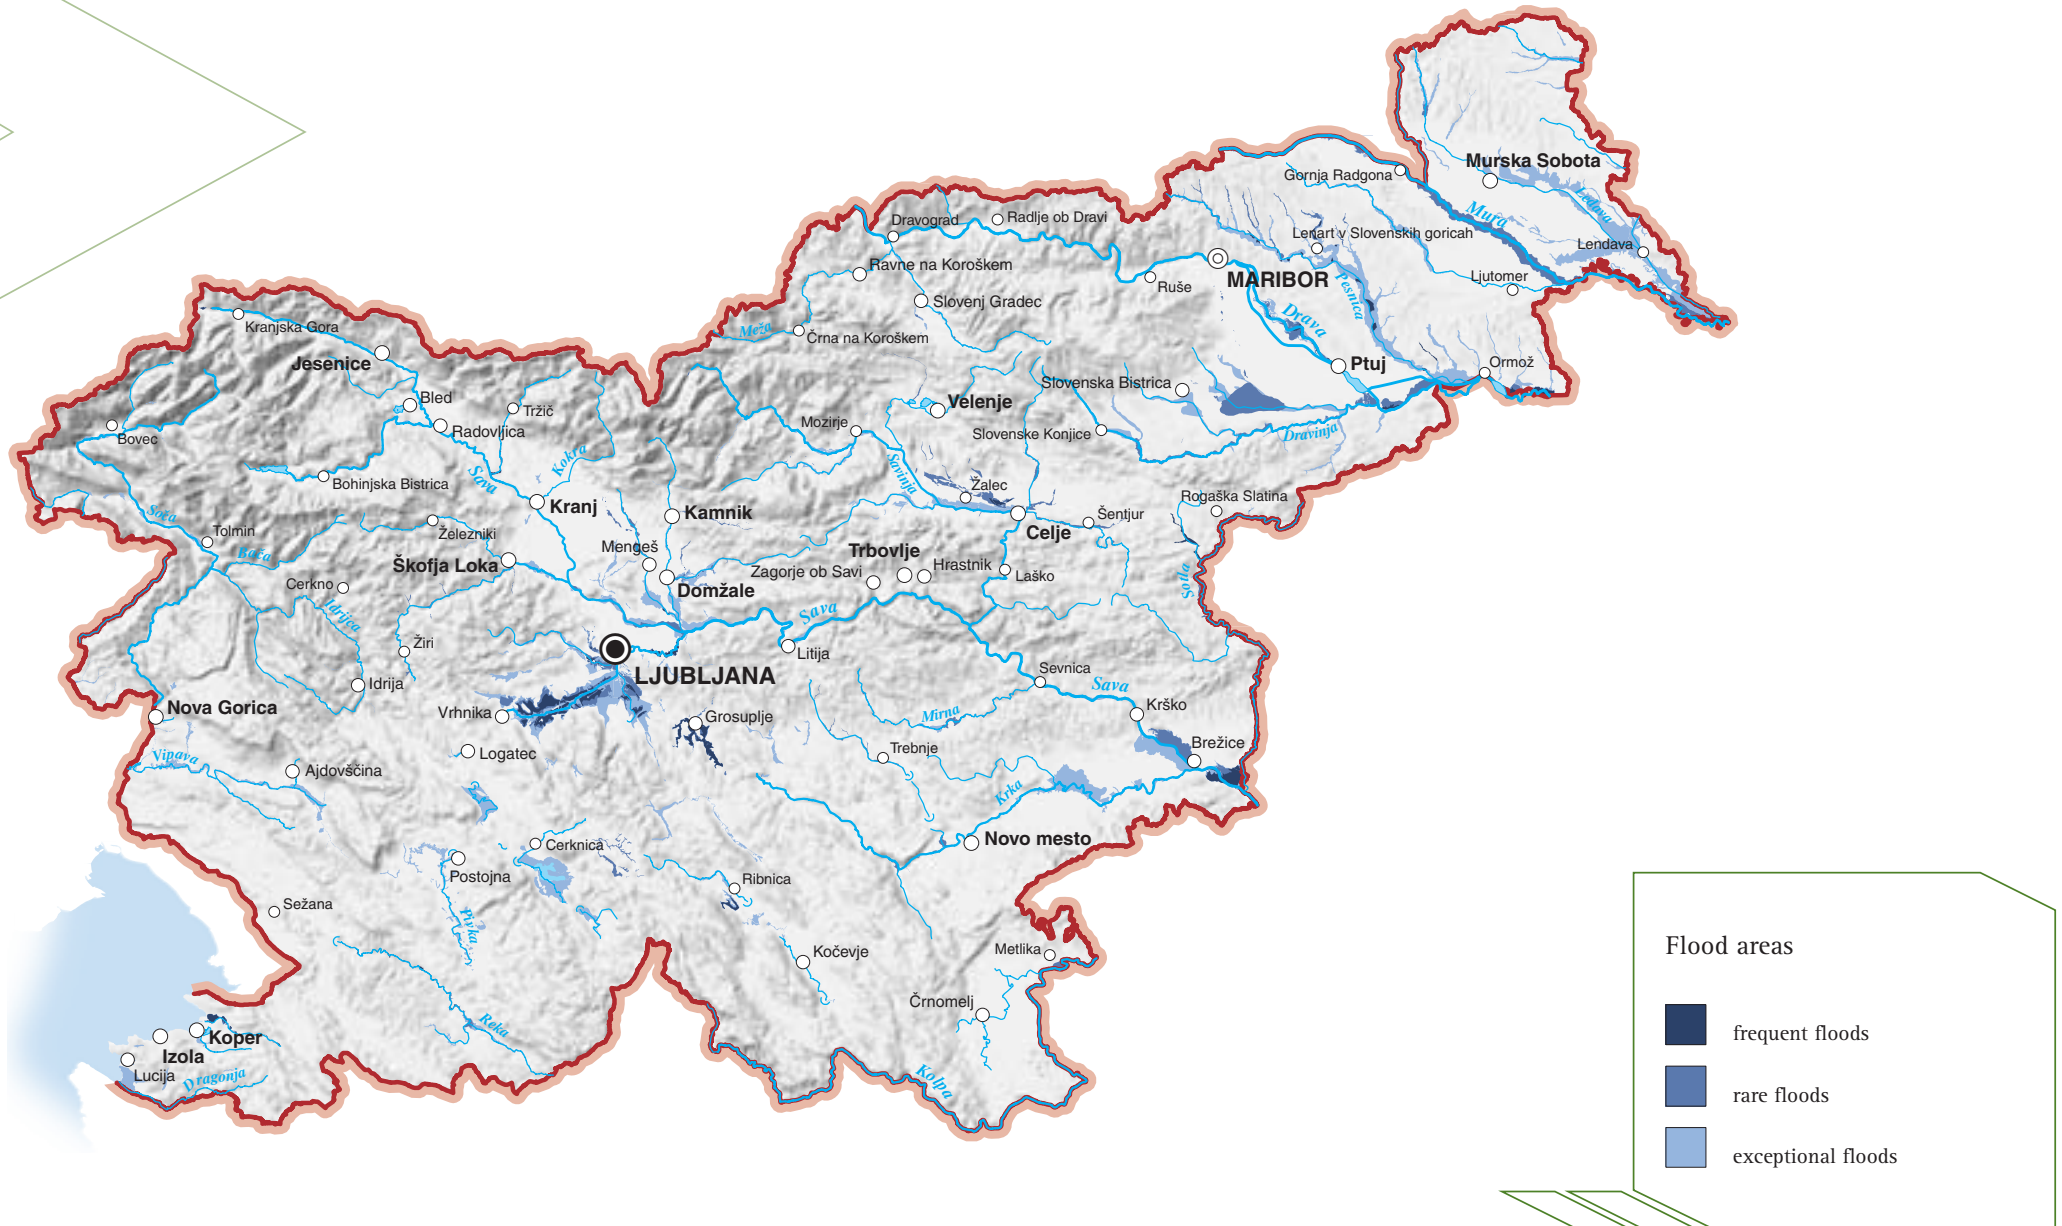 Murska Sobota
Gornja Radgona
Ledava
Mura
Dravograd
Radlje ob Dravi
Lenart v Slovenskih goricah
Lendava
Ravne na Koroškem
MARIBOR
Ruše
Ljutomer
Pesnica
Slovenj Gradec
Drava
Kranjska Gora
Meža
Črna na Koroškem
Jesenice
Ptuj
Ormož
Slovenska Bistrica
Bled
Velenje
Tržič
Mozirje
Radovljica
Slovenske Konjice
Dravinja
Bovec
Kokra
Savinja
Sava
Bohinjska Bistrica
Žalec
Rogaška Slatina
Kranj
Kamnik
Soča
Šentjur
Celje
Tolmin
Železniki
Mengeš
Trbovlje
Bača
Škofja Loka
Hrastnik
Zagorje ob Savi
Laško
Cerkno
Domžale
Sotla
Idrijca
Sava
Žiri
Litija
LJUBLJANA
Sevnica
Idrija
Sava
Nova Gorica
Vrhnika
Grosuplje
Mirna
Krško
Brežice
Logatec
Trebnje
Vipava
Ajdovščina
Krka
Novo mesto
Cerknica
Postojna
Ribnica
Sežana
Pivka
Kočevje
Metlika
Črnomelj
Reka
Koper
Izola
Lucija
Dragonja
Kolpa
Flood areas
frequent floods
rare floods
exceptional floods